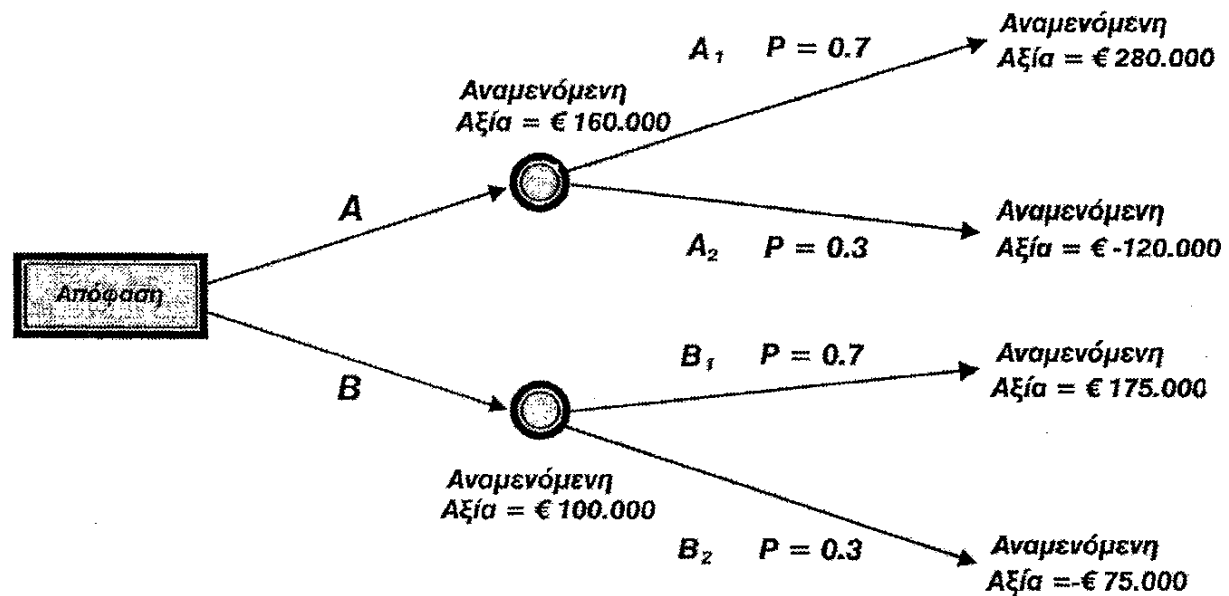 Αναμενόμενη
Αξία = € 280.000
A₁ P = 0.7
Αναμενόμενη
Αξία = € 160.000
A
Αναμενόμενη
Αξία = € -120.000
A₂ P = 0.3
Απόφαση
B₁ P = 0.7
Αναμενόμενη
Αξία = € 175.000
B
Αναμενόμενη
Αξία = € 100.000
B₂ P = 0.3
Αναμενόμενη
Αξία =-€ 75.000